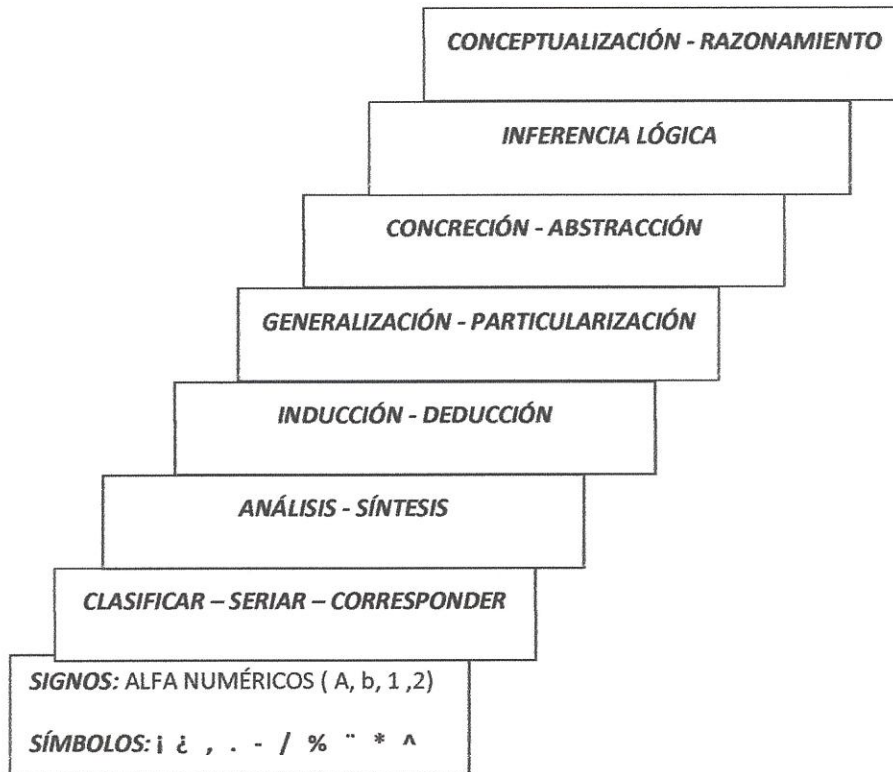 CONCEPTUALIZACIÓN - RAZONAMIENTO
INFERENCIA LÓGICA
CONCRECIÓN - ABSTRACCIÓN
GENERALIZACIÓN - PARTICULARIZACIÓN
INDUCCIÓN - DEDUCCIÓN
ANÁLISIS - SÍNTESIS
CLASIFICAR – SERIAR – CORRESPONDER
SIGNOS: ALFA NUMÉRICOS ( A, b, 1 ,2)
SÍMBOLOS: ¡ ¿ , . - / % ¨ * ^